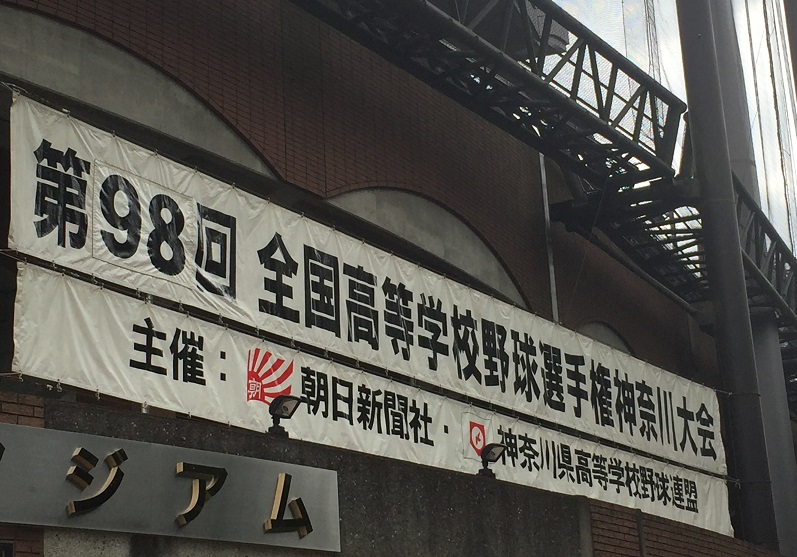 第98回 全国高等学校野球選手権神奈川大会
主催：朝 朝日新聞社・神奈川県高等学校野球連盟
ジアム